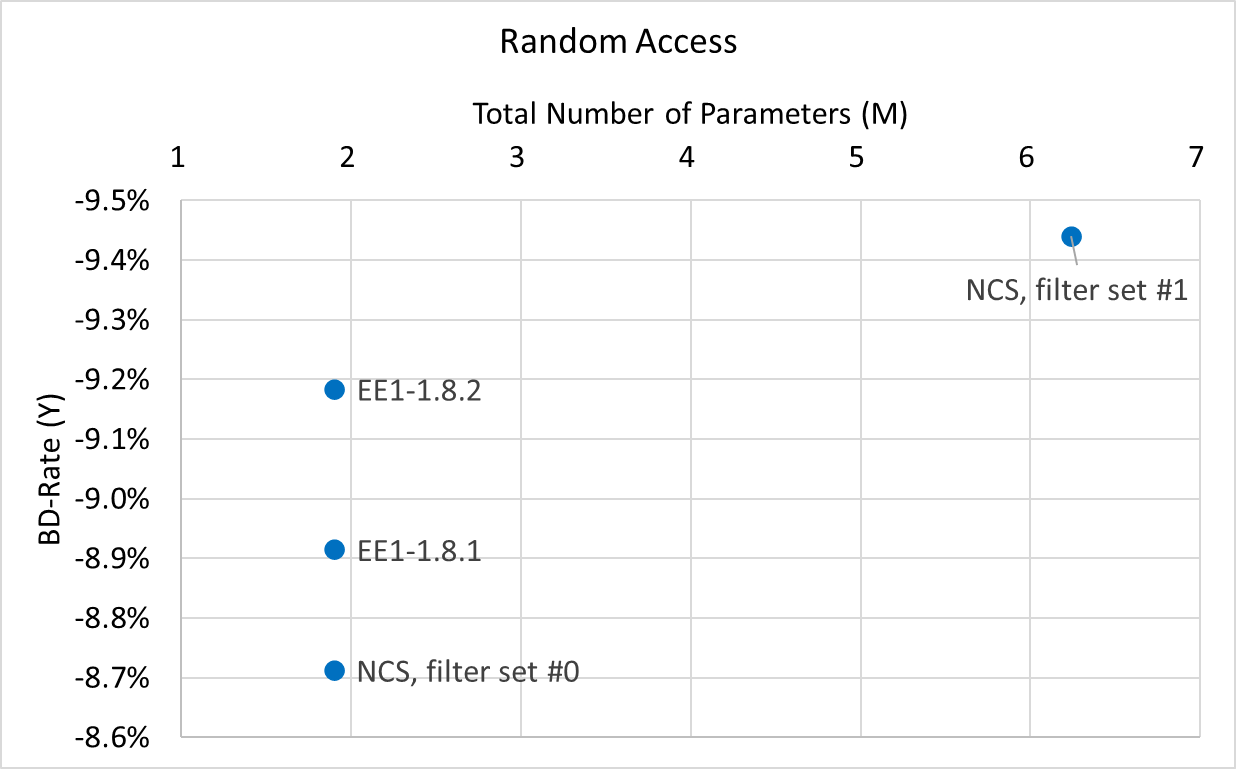 Random Access
Total Number of Parameters (M)
1 2 3 4 5 6 7
-9.5%
-9.4%
NCS, filter set #1
-9.3%
-9.2%
EE1-1.8.2
-9.1%
BD-Rate (Y)
-9.0%
-8.9%
EE1-1.8.1
-8.8%
-8.7%
NCS, filter set #0
-8.6%